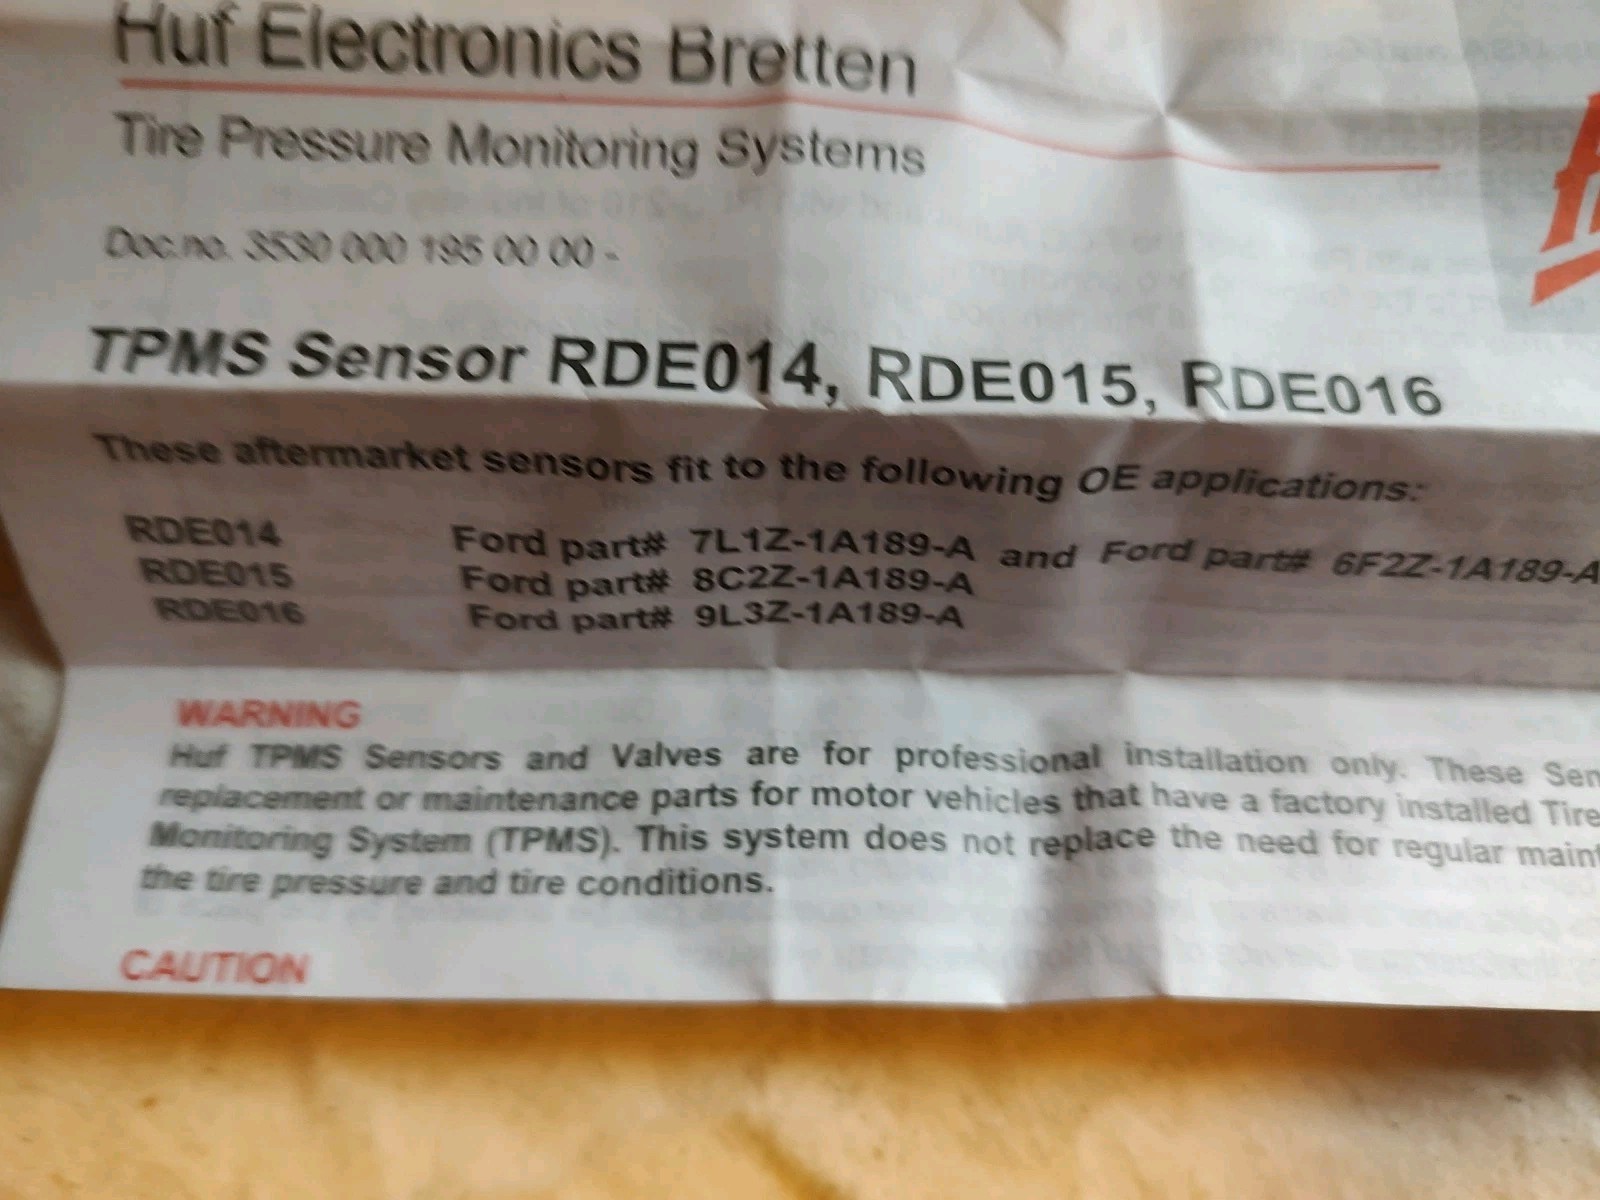 Huf Electronics Bretten
Tire Pressure Monitoring Systems
Doc.no. 3530 000 195 00 00 -
TPMS Sensor RDE014, RDE015, RDE016
These aftermarket sensors fit to the following OE applications:
RDE014 Ford part# 7L1Z-1A189-A and Ford part# 6F2Z-1A189-A
RDE015 Ford part# 8C2Z-1A189-A
RDE016 Ford part# 9L3Z-1A189-A
WARNING
Huf TPMS Sensors and Valves are for professional installation only. These Sen
replacement or maintenance parts for motor vehicles that have a factory installed Tire
Monitoring System (TPMS). This system does not replace the need for regular main
the tire pressure and tire conditions.
CAUTION